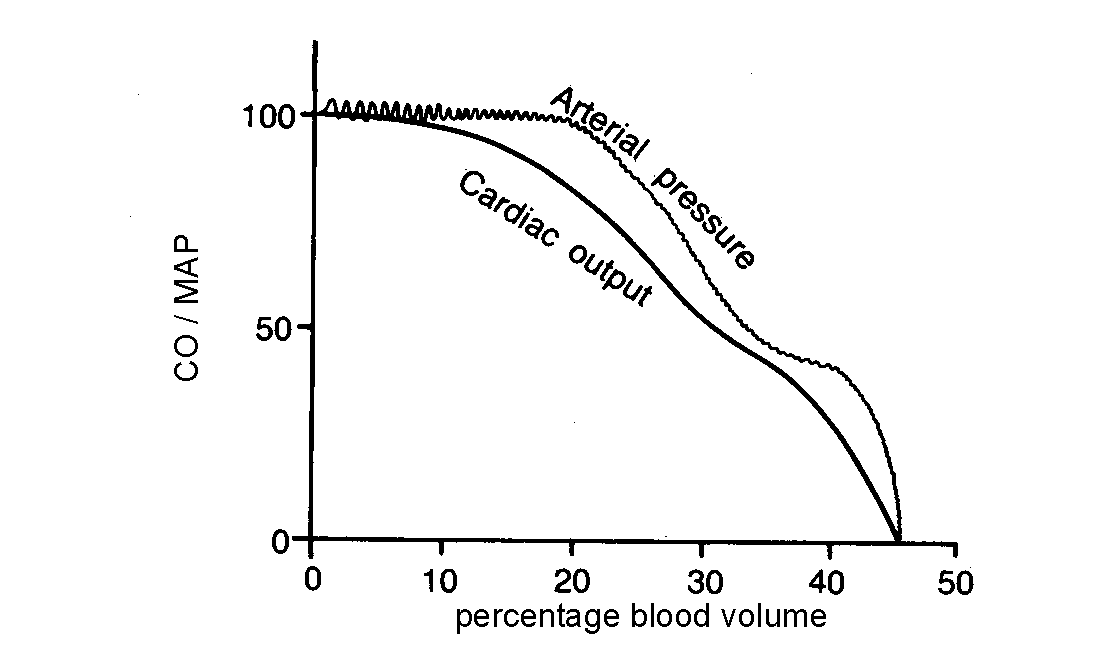 Arterial pressure
100
Cardiac output
CO / MAP
50
0
0 10 20 30 40 50
percentage blood volume